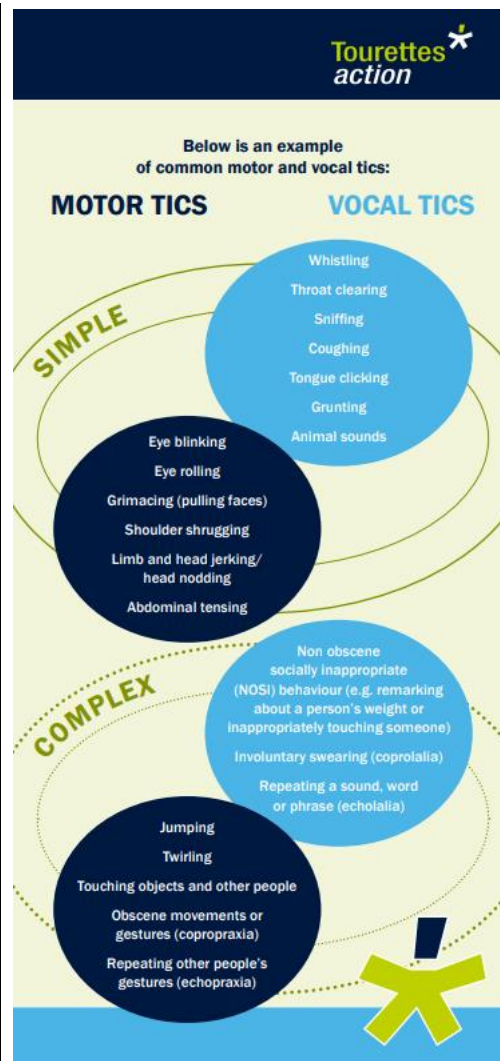 Tourettes
action
Below is an example
of common motor and vocal tics:
MOTOR TICS
VOCAL TICS
SIMPLE
Whistling
Throat clearing
Sniffing
Coughing
Tongue clicking
Grunting
Animal sounds
Eye blinking
Eye rolling
Grimacing (pulling faces)
Shoulder shrugging
Limb and head jerking/
head nodding
Abdominal tensing
COMPLEX
Non obscene
socially inappropriate
(NOSI) behaviour (e.g. remarking
about a person's weight or
inappropriately touching someone)
Involuntary swearing (coprolalia)
Repeating a sound, word
or phrase (echolalia)
Jumping
Twirling
Touching objects and other people
Obscene movements or
gestures (copropraxia)
Repeating other people's
gestures (echopraxia)